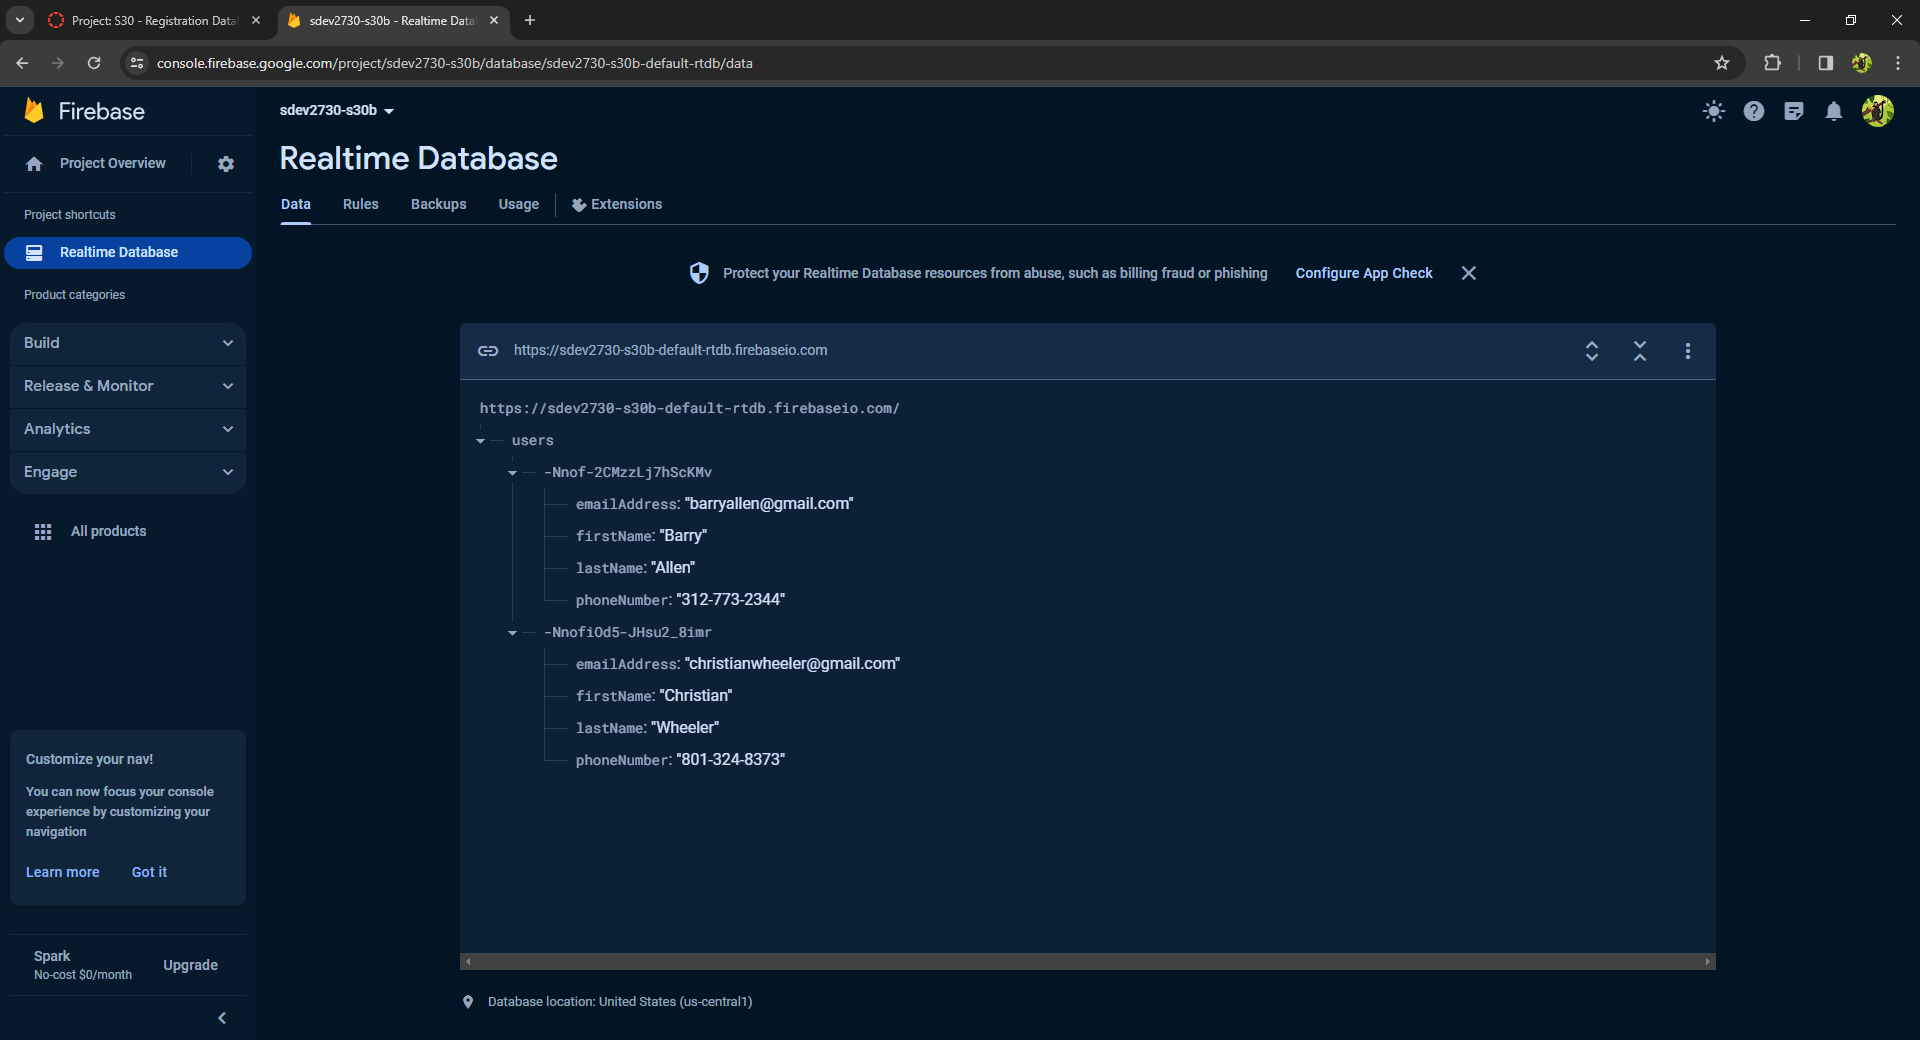 Project: S30 - Registration Data
sdev2730-s30b - Realtime Data
console.firebase.google.com/project/sdev2730-s30b/database/sdev2730-s30b-default-rtdb/data
Firebase
sdev2730-s30b
Project Overview
Realtime Database
Data
Rules
Backups
Usage
Extensions
Project shortcuts
Realtime Database
Product categories
Build
Release & Monitor
Analytics
Engage
All products
Protect your Realtime Database resources from abuse, such as billing fraud or phishing
Configure App Check
https://sdev2730-s30b-default-rtdb.firebaseio.com
https://sdev2730-s30b-default-rtdb.firebaseio.com/
users
-Nnof-2CMzzLj7hScKMv
emailAddress: "barryallen@gmail.com"
firstName: "Barry"
lastName: "Allen"
phoneNumber: "312-773-2344"
-NnofiOd5-JHsu2_8imr
emailAddress: "christianwheeler@gmail.com"
firstName: "Christian"
lastName: "Wheeler"
phoneNumber: "801-324-8373"
Customize your nav!
You can now focus your console
experience by customizing your
navigation
Learn more
Got it
Spark
No-cost $0/month
Upgrade
Database location: United States (us-central1)